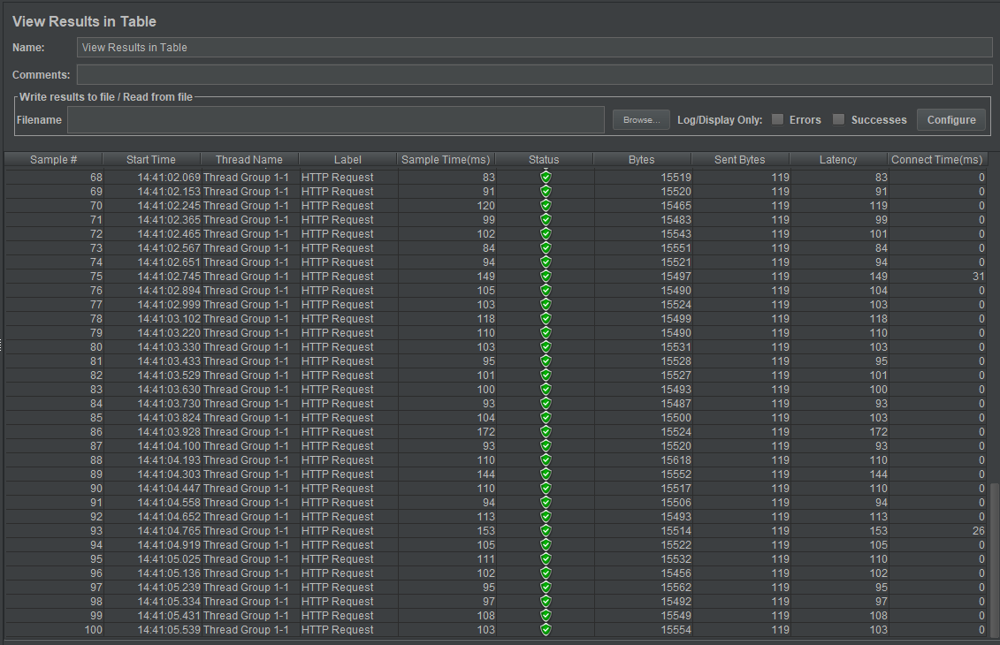 View Results in Table
Name: View Results in Table
Comments:
Write results to file / Read from file
Filename Browse... Log/Display Only: Errors Successes Configure
Sample # Start Time Thread Name Label Sample Time(ms) Status Bytes Sent Bytes Latency Connect Time(ms)
68 14:41:02.069 Thread Group 1-1 HTTP Request 83 15519 119 83 0
69 14:41:02.153 Thread Group 1-1 HTTP Request 91 15520 119 91 0
70 14:41:02.245 Thread Group 1-1 HTTP Request 120 15465 119 119 0
71 14:41:02.365 Thread Group 1-1 HTTP Request 99 15483 119 99 0
72 14:41:02.465 Thread Group 1-1 HTTP Request 102 15543 119 101 0
73 14:41:02.567 Thread Group 1-1 HTTP Request 84 15551 119 84 0
74 14:41:02.651 Thread Group 1-1 HTTP Request 94 15521 119 94 0
75 14:41:02.745 Thread Group 1-1 HTTP Request 149 15497 119 149 31
76 14:41:02.894 Thread Group 1-1 HTTP Request 105 15490 119 104 0
77 14:41:02.999 Thread Group 1-1 HTTP Request 103 15524 119 103 0
78 14:41:03.102 Thread Group 1-1 HTTP Request 118 15499 119 118 0
79 14:41:03.220 Thread Group 1-1 HTTP Request 110 15490 119 110 0
80 14:41:03.330 Thread Group 1-1 HTTP Request 103 15531 119 103 0
81 14:41:03.433 Thread Group 1-1 HTTP Request 95 15528 119 95 0
82 14:41:03.529 Thread Group 1-1 HTTP Request 101 15527 119 101 0
83 14:41:03.630 Thread Group 1-1 HTTP Request 100 15493 119 100 0
84 14:41:03.730 Thread Group 1-1 HTTP Request 93 15487 119 93 0
85 14:41:03.824 Thread Group 1-1 HTTP Request 104 15500 119 103 0
86 14:41:03.928 Thread Group 1-1 HTTP Request 172 15524 119 172 0
87 14:41:04.100 Thread Group 1-1 HTTP Request 93 15520 119 93 0
88 14:41:04.193 Thread Group 1-1 HTTP Request 110 15618 119 110 0
89 14:41:04.303 Thread Group 1-1 HTTP Request 144 15552 119 144 0
90 14:41:04.447 Thread Group 1-1 HTTP Request 110 15517 119 110 0
91 14:41:04.558 Thread Group 1-1 HTTP Request 94 15506 119 94 0
92 14:41:04.652 Thread Group 1-1 HTTP Request 113 15493 119 113 0
93 14:41:04.765 Thread Group 1-1 HTTP Request 153 15514 119 153 26
94 14:41:04.919 Thread Group 1-1 HTTP Request 105 15522 119 105 0
95 14:41:05.025 Thread Group 1-1 HTTP Request 111 15532 119 110 0
96 14:41:05.136 Thread Group 1-1 HTTP Request 102 15456 119 102 0
97 14:41:05.239 Thread Group 1-1 HTTP Request 95 15562 119 95 0
98 14:41:05.334 Thread Group 1-1 HTTP Request 97 15492 119 97 0
99 14:41:05.431 Thread Group 1-1 HTTP Request 108 15549 119 108 0
100 14:41:05.539 Thread Group 1-1 HTTP Request 103 15554 119 103 0